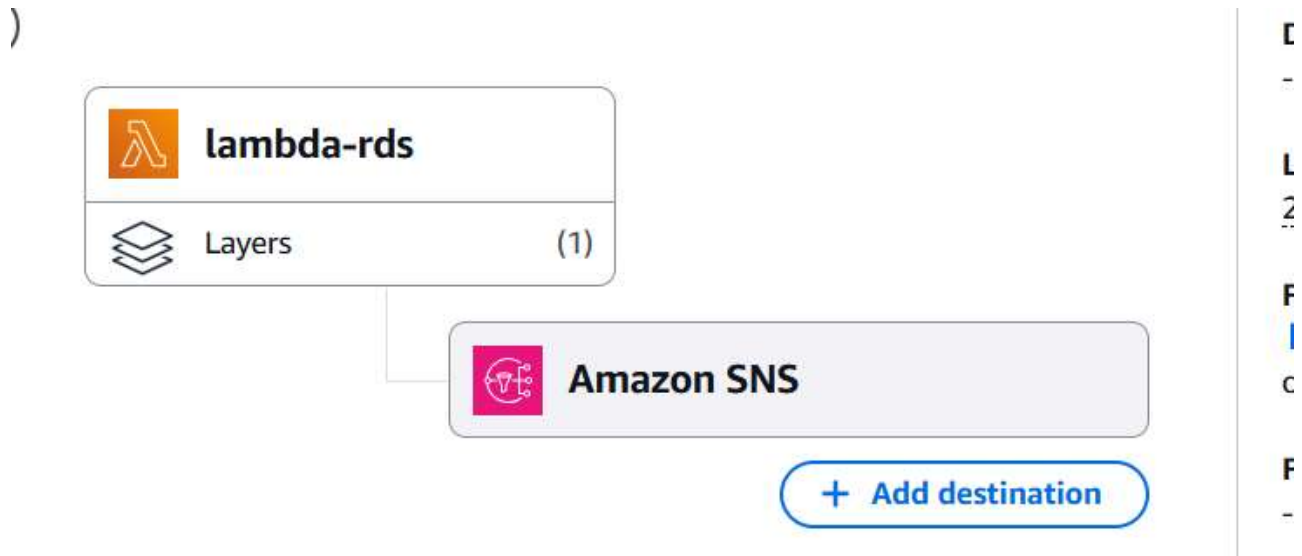 )
lambda-rds
Layers (1)
Amazon SNS
+ Add destination
-
-